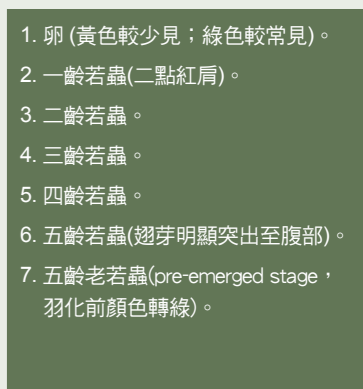 1. 卵 (黃色較少見；綠色較常見)。
2. 一齡若蟲(二點紅肩)。
3. 二齡若蟲。
4. 三齡若蟲。
5. 四齡若蟲。
6. 五齡若蟲(翅芽明顯突出至腹部)。
7. 五齡老若蟲(pre-emerged stage，
羽化前顏色轉綠)。